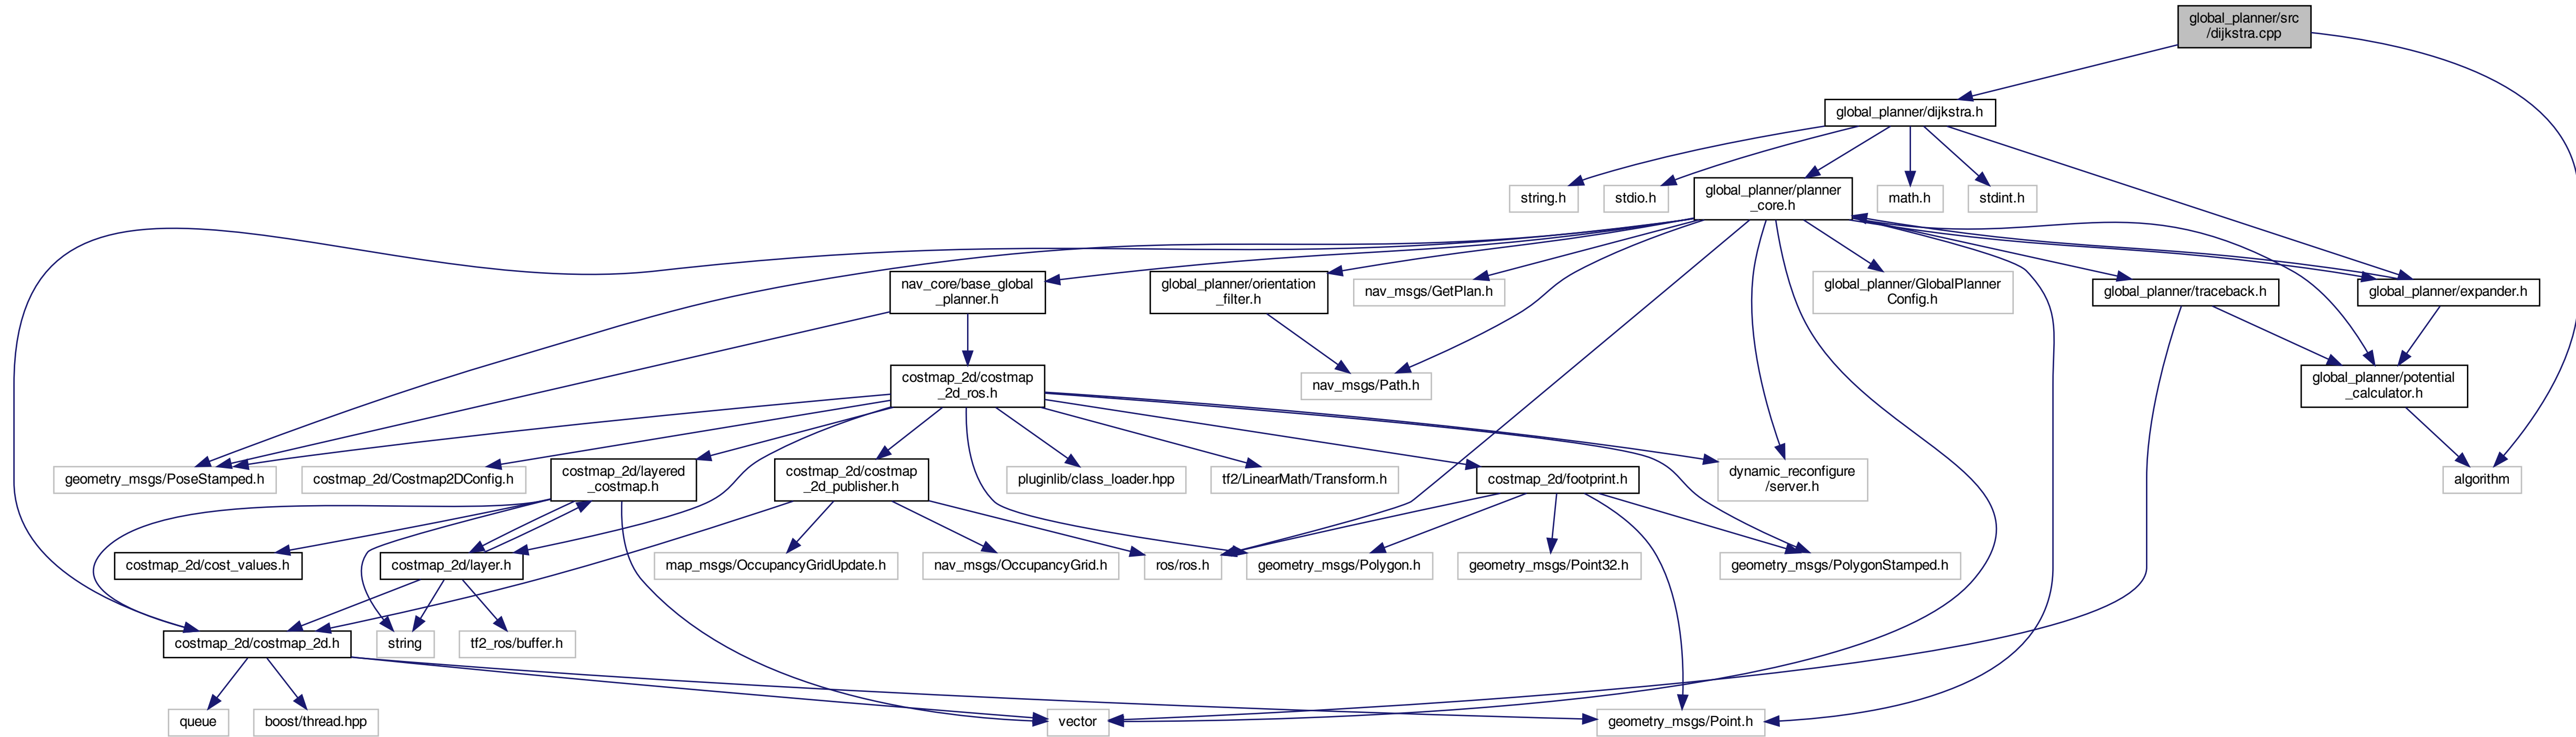 global_planner/src
/dijkstra.cpp
global_planner/dijkstra.h
string.h
stdio.h
global_planner/planner
_core.h
math.h
stdint.h
nav_core/base_global
_planner.h
global_planner/orientation
_filter.h
nav_msgs/GetPlan.h
global_planner/GlobalPlanner
Config.h
global_planner/traceback.h
global_planner/expander.h
costmap_2d/costmap
_2d_ros.h
nav_msgs/Path.h
global_planner/potential
_calculator.h
geometry_msgs/PoseStamped.h
costmap_2d/Costmap2DConfig.h
costmap_2d/layered
_costmap.h
costmap_2d/costmap
_2d_publisher.h
pluginlib/class_loader.hpp
tf2/LinearMath/Transform.h
costmap_2d/footprint.h
dynamic_reconfigure
/server.h
algorithm
costmap_2d/cost_values.h
costmap_2d/layer.h
map_msgs/OccupancyGridUpdate.h
nav_msgs/OccupancyGrid.h
ros/ros.h
geometry_msgs/Polygon.h
geometry_msgs/Point32.h
geometry_msgs/PolygonStamped.h
costmap_2d/costmap_2d.h
string
tf2_ros/buffer.h
queue
boost/thread.hpp
vector
geometry_msgs/Point.h